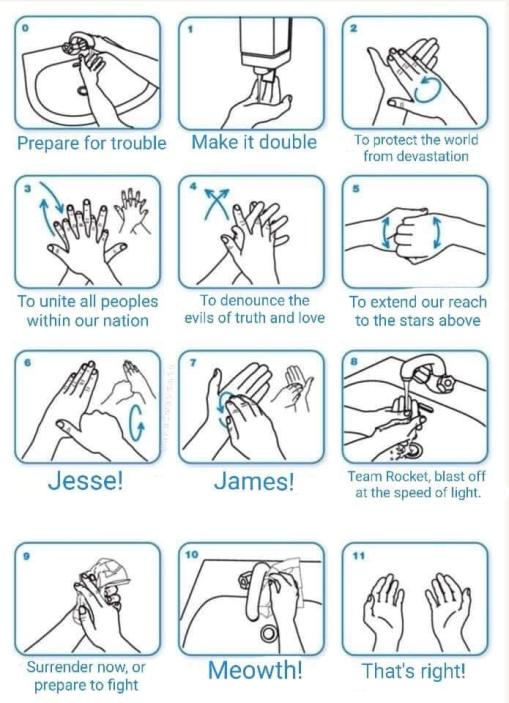 0
Prepare for trouble
1
Make it double
2
To protect the world
from devastation
3
To unite all peoples
within our nation
4
To denounce the
evils of truth and love
5
To extend our reach
to the stars above
6
Jesse!
7
James!
8
Team Rocket, blast off
at the speed of light.
9
Surrender now, or
prepare to fight
10
Meowth!
11
That's right!